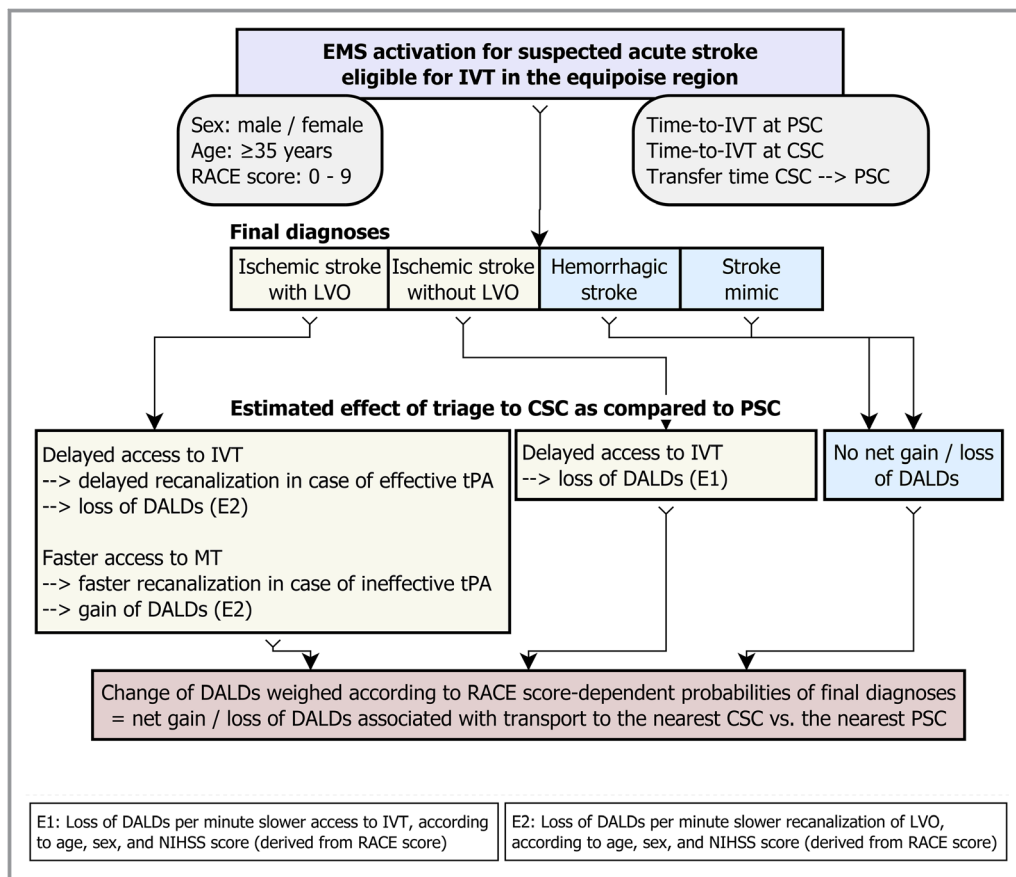 EMS activation for suspected acute stroke
eligible for IVT in the equipoise region
Sex: male / female
Age: ≥35 years
RACE score: 0 - 9
Time-to-IVT at PSC
Time-to-IVT at CSC
Transfer time CSC --> PSC
Final diagnoses
Ischemic stroke
with LVO
Ischemic stroke
without LVO
Hemorrhagic
stroke
Stroke
mimic
Estimated effect of triage to CSC as compared to PSC
Delayed access to IVT
--> delayed recanalization in case of effective tPA
--> loss of DALDs (E2)
Faster access to MT
--> faster recanalization in case of ineffective tPA
--> gain of DALDs (E2)
Delayed access to IVT
--> loss of DALDs (E1)
No net gain / loss
of DALDs
Change of DALDs weighed according to RACE score-dependent probabilities of final diagnoses
= net gain / loss of DALDs associated with transport to the nearest CSC vs. the nearest PSC
E1: Loss of DALDs per minute slower access to IVT, according
to age, sex, and NIHSS score (derived from RACE score)
E2: Loss of DALDs per minute slower recanalization of LVO,
according to age, sex, and NIHSS score (derived from RACE score)